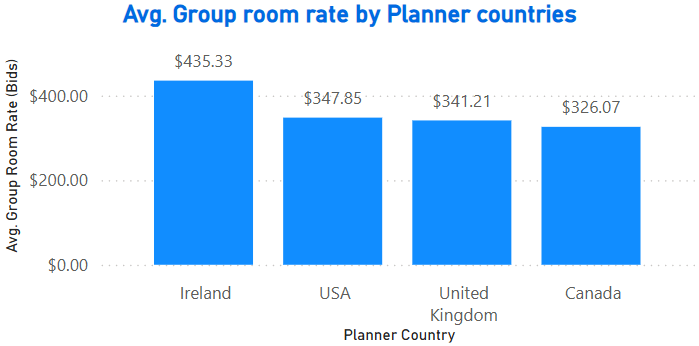 Avg. Group room rate by Planner countries
Avg. Group Room Rate (Bids)
$400.00
$200.00
$0.00
$435.33
$347.85
$341.21
$326.07
Ireland
USA
United
Kingdom
Canada
Planner Country